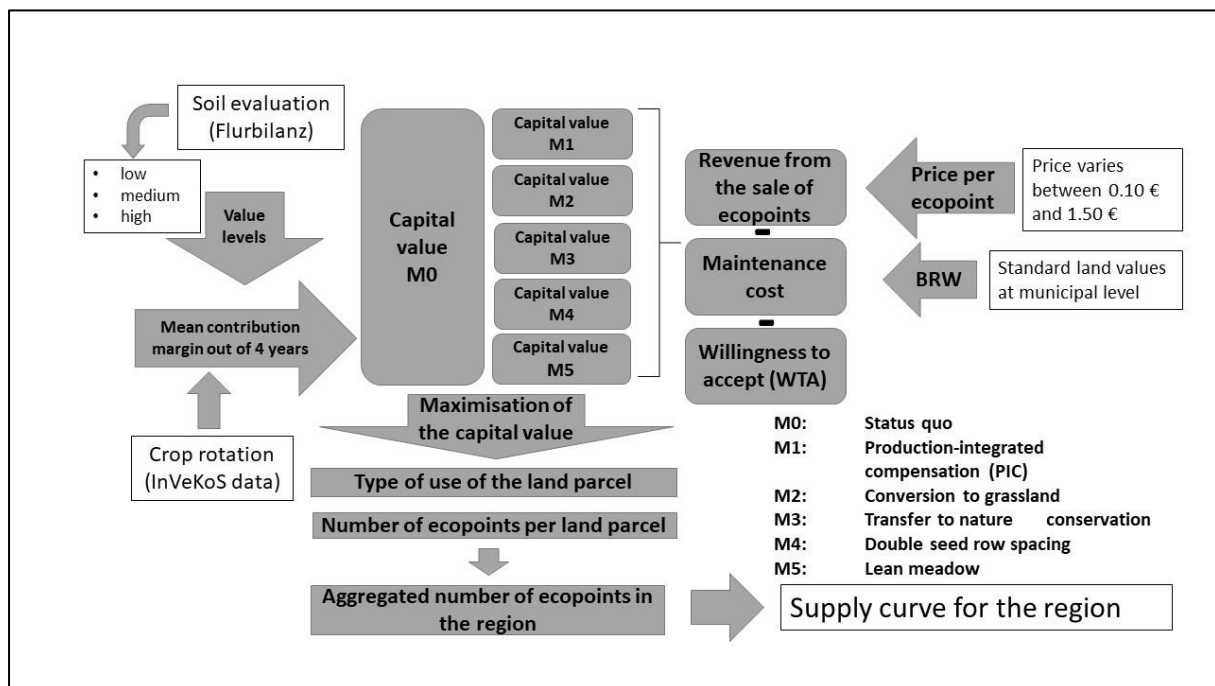 Soil evaluation
(Flurbilanz)
• low
• medium
• high
Value
levels
Mean contribution
margin out of 4 years
Crop rotation
(InVeKoS data)
Capital
value
M0
Capital value
M1
Capital value
M2
Capital value
M3
Capital value
M4
Capital value
M5
Revenue from
the sale of
ecopoints
-
Maintenance
cost
-
Willingness to
accept (WTA)
Price per
ecopoint
Price varies
between 0.10 €
and 1.50 €
BRW
Standard land values
at municipal level
Maximisation of
the capital value
Type of use of the land parcel
Number of ecopoints per land parcel
Aggregated number of ecopoints in
the region
Supply curve for the region
M0: Status quo
M1: Production-integrated
compensation (PIC)
M2: Conversion to grassland
M3: Transfer to nature conservation
M4: Double seed row spacing
M5: Lean meadow